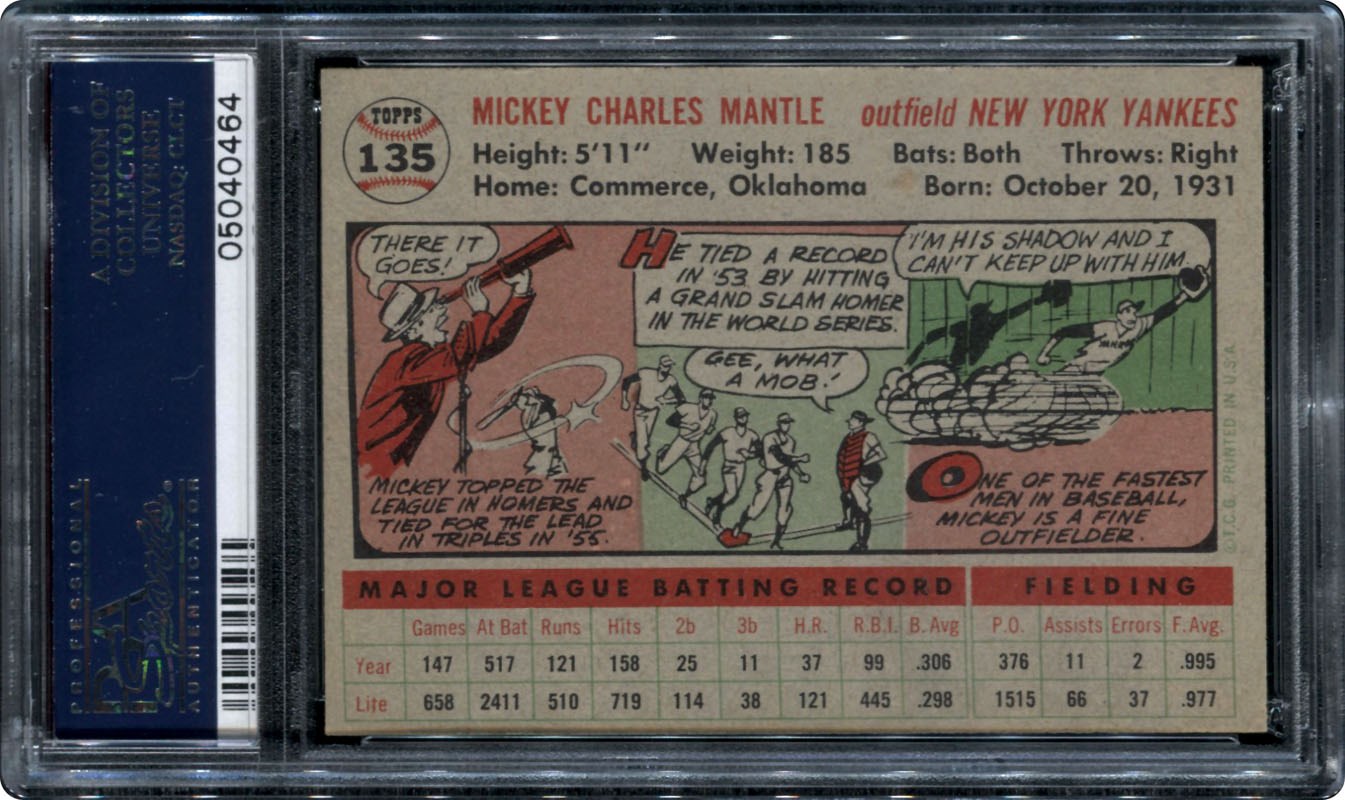 A DIVISION OF
COLLECTORS
UNIVERSE
NASDAQ: CLCT
05040464
PROFESSIONAL
PSA
Sports
AUTHENTICATOR
TOPPS
135
MICKEY CHARLES MANTLE outfield NEW YORK YANKEES
Height: 5'11" Weight: 185 Bats: Both Throws: Right
Home: Commerce, Oklahoma Born: October 20, 1931
THERE IT
GOES!
MICKEY TOPPED THE
LEAGUE IN HOMERS AND
TIED FOR THE LEAD
IN TRIPLES IN '55.
HE TIED A RECORD
IN '53 BY HITTING
A GRAND SLAM HOMER
IN THE WORLD SERIES.
GEE, WHAT
A MOB!
I'M HIS SHADOW AND I
CAN'T KEEP UP WITH HIM.
ONE OF THE FASTEST
MEN IN BASEBALL,
MICKEY IS A FINE
OUTFIELDER.
© T.C.G. PRINTED IN U.S.A.
MAJOR LEAGUE BATTING RECORD FIELDING
Games At Bat Runs Hits 2b 3b H.R. R.B.I. B. Avg P.O. Assists Errors F. Avg.
Year 147 517 121 158 25 11 37 99 .306 376 11 2 .995
Life 658 2411 510 719 114 38 121 445 .298 1515 66 37 .977